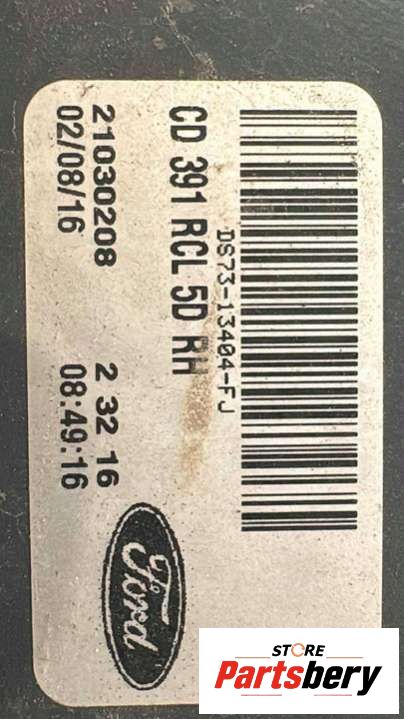 DS73-13404-FJ
CD 391 RCL 5D RH
21030208 2 32 16
02/08/16 08:49:16
Ford
STORE
Partsbery